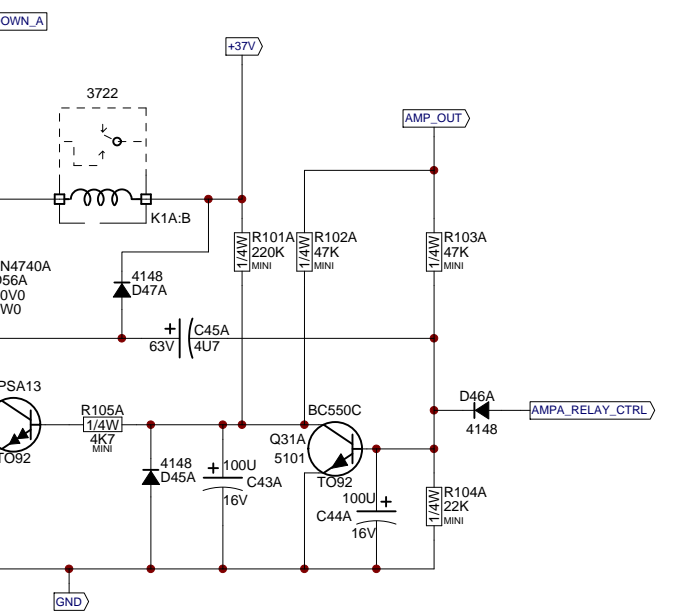 OWN_A
+37V
3722
AMP_OUT
K1A:B
R101A
220K
MINI
1/4W
R102A
47K
MINI
1/4W
R103A
47K
MINI
1/4W
N4740A
56A
0V0
W0
4148
D47A
+
C45A
63V
4U7
PSA13
R105A
1/4W
4K7
MINI
TO92
BC550C
Q31A
5101
TO92
D46A
4148
AMPA_RELAY_CTRL
4148
D45A
+
100U
C43A
16V
100U
+
C44A
16V
R104A
22K
MINI
1/4W
GND